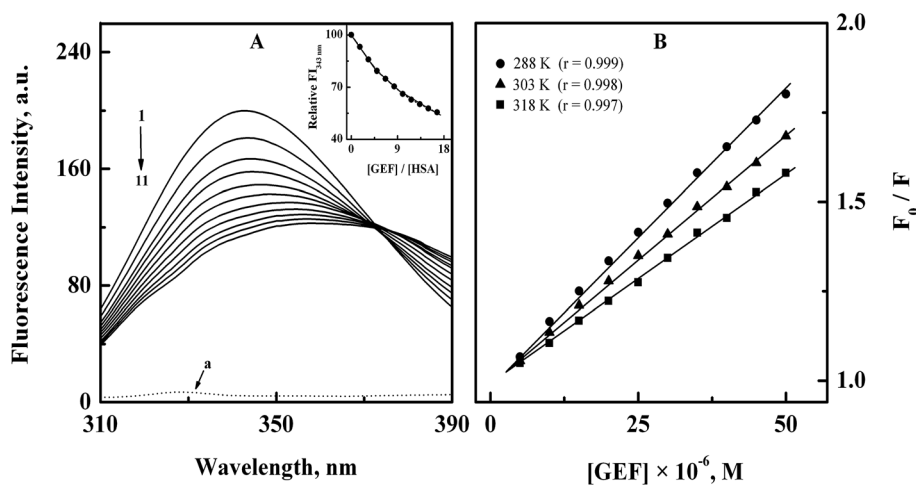 A
B
260
160
80
0
Fluorescence Intensity, a.u.
1
11
a
310
350
390
Wavelength, nm
Relative FI343 nm
100
70
40
0
9
18
[GEF] / [HSA]
288 K (r = 0.999)
303 K (r = 0.998)
318 K (r = 0.997)
2.0
1.5
1.0
F0 / F
0
25
50
[GEF] × 10-6, M